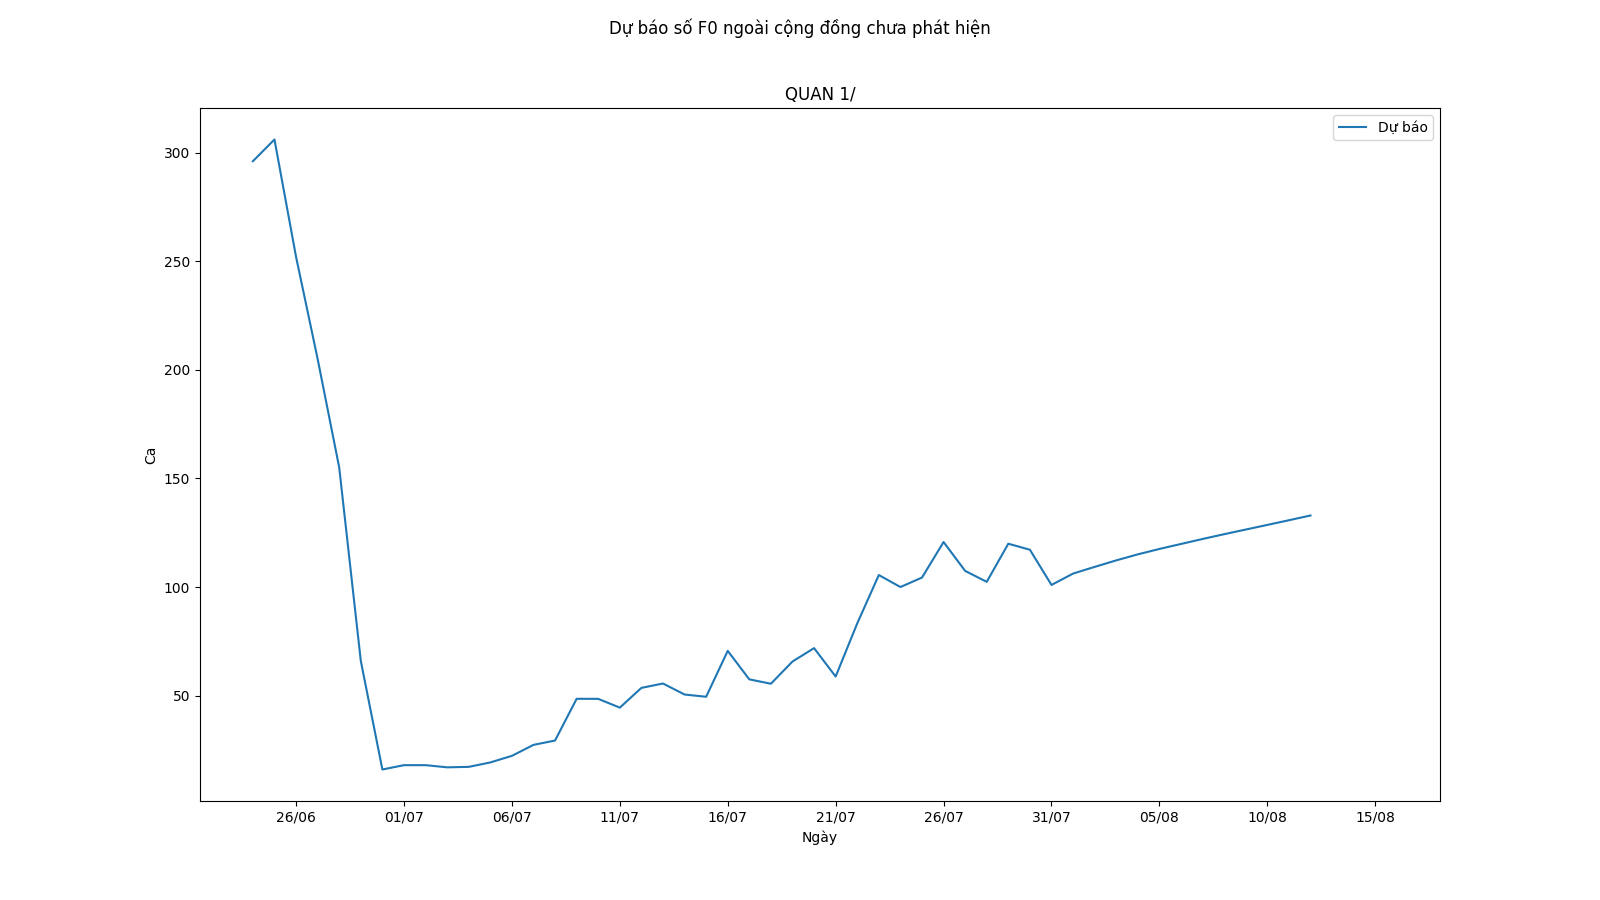 Dự báo số F0 ngoài cộng đồng chưa phát hiện
QUAN 1/
Dự báo
300
250
200
150
100
50
Ca
26/06 01/07 06/07 11/07 16/07 21/07 26/07 31/07 05/08 10/08 15/08
Ngày